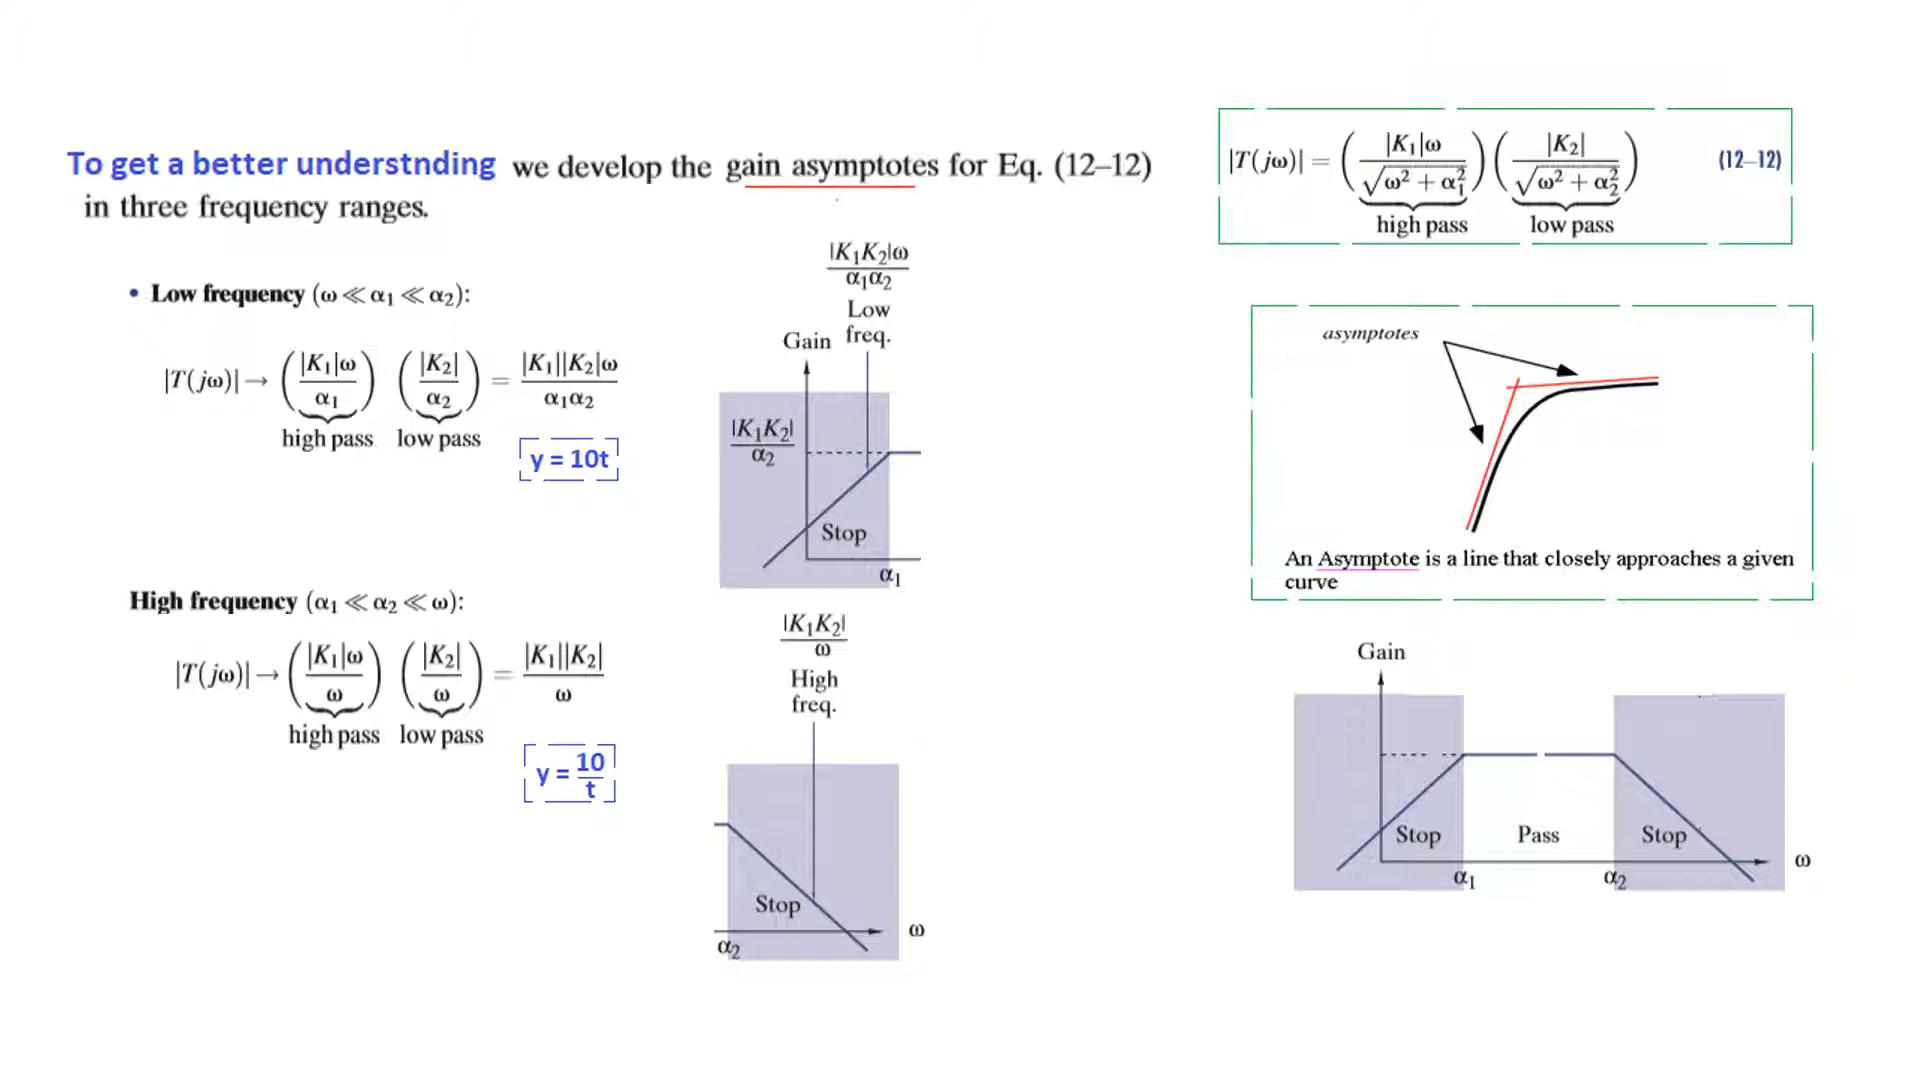 To get a better understnding we develop the gain asymptotes for Eq. (12–12)
in three frequency ranges.
• Low frequency (ω ≪ α₁ ≪ α₂):
|T(jω)| → (|K₁|ω / α₁) (|K₂| / α₂) = |K₁||K₂|ω / α₁α₂
high pass low pass
y = 10t
High frequency (α₁ ≪ α₂ ≪ ω):
|T(jω)| → (|K₁|ω / ω) (|K₂| / ω) = |K₁||K₂| / ω
high pass low pass
y = 10 / t
|K₁K₂|ω / α₁α₂
Low
freq.
Gain
|K₁K₂| / α₂
Stop
α₁
|K₁K₂| / ω
High
freq.
Stop
α₂
ω
|T(jω)| = (|K₁|ω / √ω² + α₁²) (|K₂| / √ω² + α₂²) (12–12)
high pass low pass
asymptotes
An Asymptote is a line that closely approaches a given
curve
Gain
Stop Pass Stop
α₁ α₂ ω